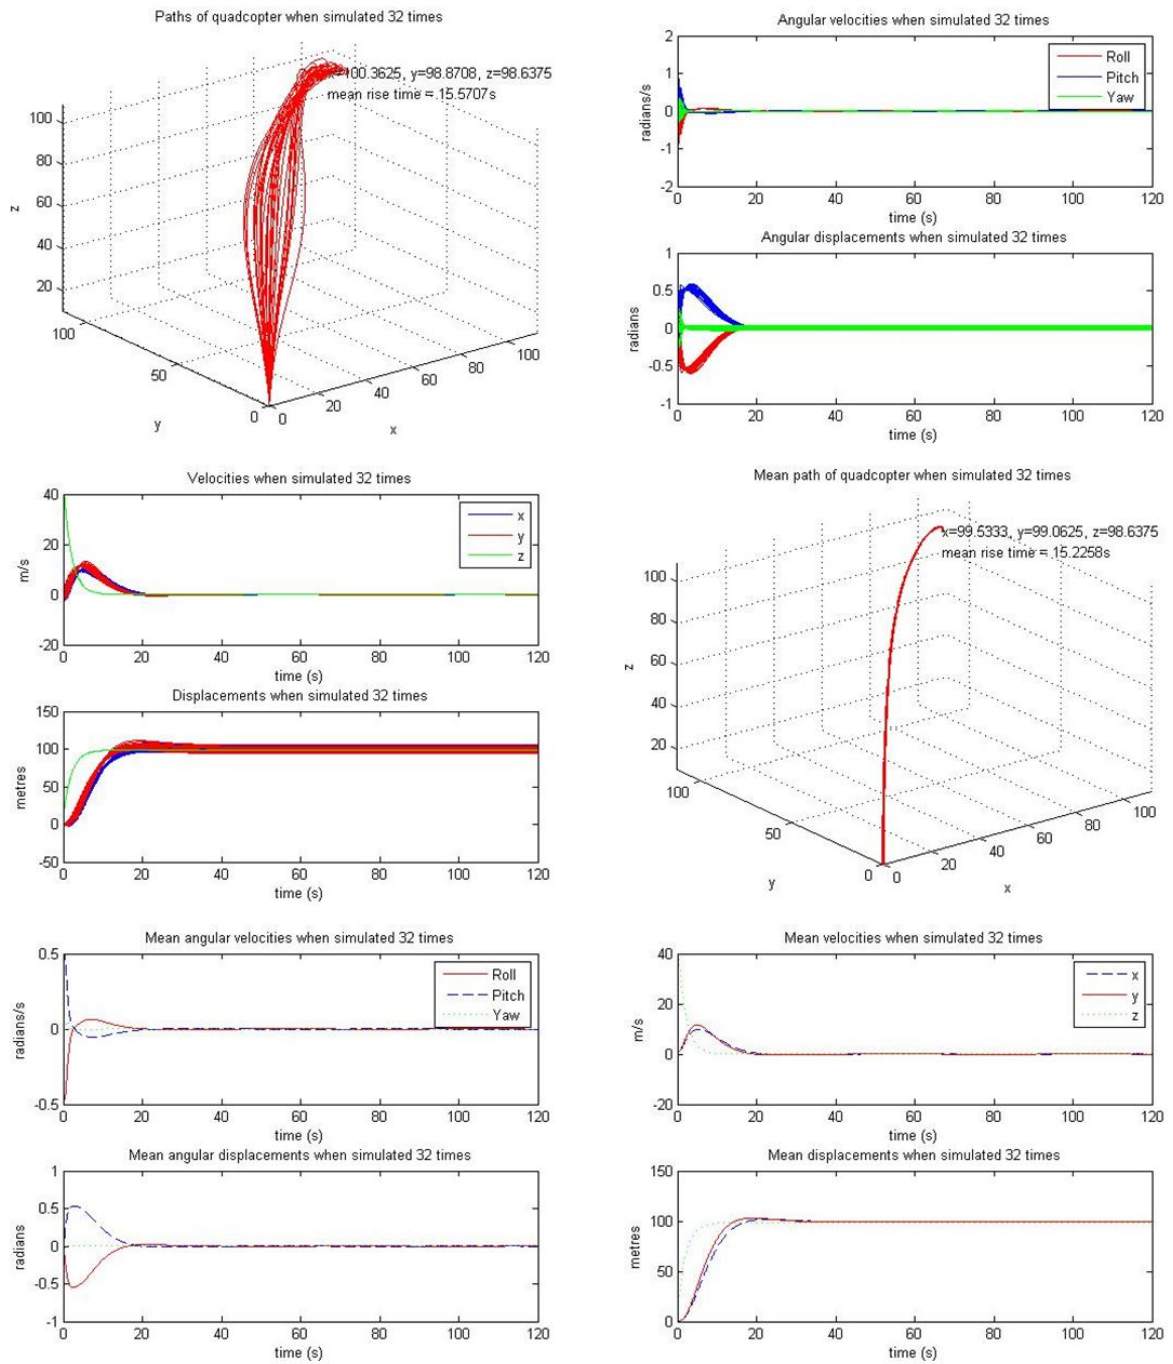 Paths of quadcopter when simulated 32 times
=100.3625, y=98.8708, z=98.6375
mean rise time = 15.5707s
100
80
60
40
20
z
100
50
0
y
0
20
40
60
80
100
x
Angular velocities when simulated 32 times
2
1
0
-1
-2
radians/s
Roll
Pitch
Yaw
0 20 40 60 80 100 120
time (s)
Angular displacements when simulated 32 times
1
0.5
0
-0.5
-1
radians
0 20 40 60 80 100 120
time (s)
Velocities when simulated 32 times
40
20
0
-20
m/s
x
y
z
0 20 40 60 80 100 120
time (s)
Displacements when simulated 32 times
150
100
50
0
-50
metres
0 20 40 60 80 100 120
time (s)
Mean path of quadcopter when simulated 32 times
x=99.5333, y=99.0625, z=98.6375
mean rise time = 15.2258s
100
80
60
40
20
z
100
50
0
y
0
20
40
60
80
100
x
Mean angular velocities when simulated 32 times
0.5
0
-0.5
radians/s
Roll
Pitch
Yaw
0 20 40 60 80 100 120
time (s)
Mean angular displacements when simulated 32 times
1
0.5
0
-0.5
-1
radians
0 20 40 60 80 100 120
time (s)
Mean velocities when simulated 32 times
40
20
0
-20
m/s
x
y
z
0 20 40 60 80 100 120
time (s)
Mean displacements when simulated 32 times
150
100
50
0
metres
0 20 40 60 80 100 120
time (s)